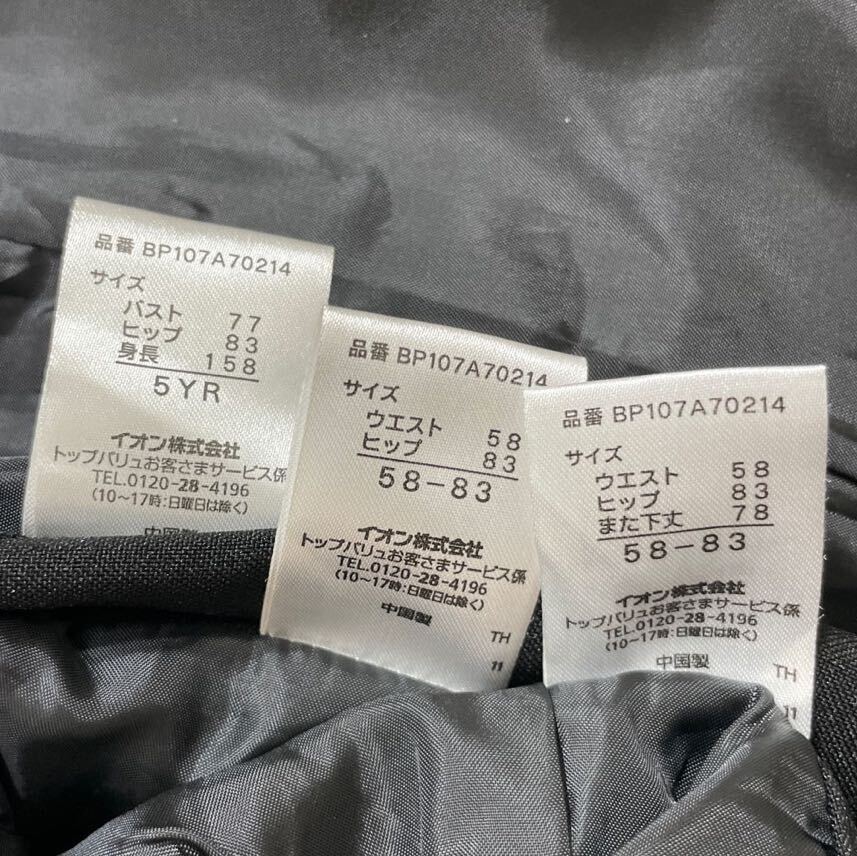 品番 BP107A70214
サイズ
バスト 77
ヒップ 83
身長 158
5YR
イオン株式会社
トップバリュお客さまサービス係
TEL.0120-28-4196
(10〜17時:日曜日は除く)
中国製
品番 BP107A70214
サイズ
ウエスト 58
ヒップ 83
58-83
イオン株式会社
トップバリュお客さまサービス係
TEL.0120-28-4196
(10〜17時:日曜日は除く)
中国製
TH
11
品番 BP107A70214
サイズ
ウエスト 58
ヒップ 83
また下丈 78
58-83
イオン株式会社
トップバリュお客さまサービス係
TEL.0120-28-4196
(10〜17時:日曜日は除く)
中国製
TH
11